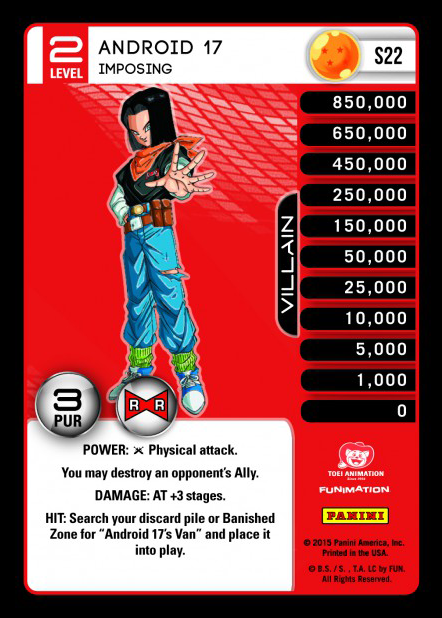 2
LEVEL
ANDROID 17
IMPOSING
S22
850,000
650,000
450,000
250,000
150,000
50,000
25,000
10,000
5,000
1,000
0
VILLAIN
3
PUR
R R
POWER: Physical attack.
You may destroy an opponent's Ally.
DAMAGE: AT +3 stages.
HIT: Search your discard pile or Banished
Zone for “Android 17's Van” and place it
into play.
TOEI ANIMATION
Since 1956
FUNIMATION
PANINI
© 2015 Panini America, Inc.
Printed in the USA.
© B.S. / S. , T.A. LC by FUN.
All Rights Reserved.